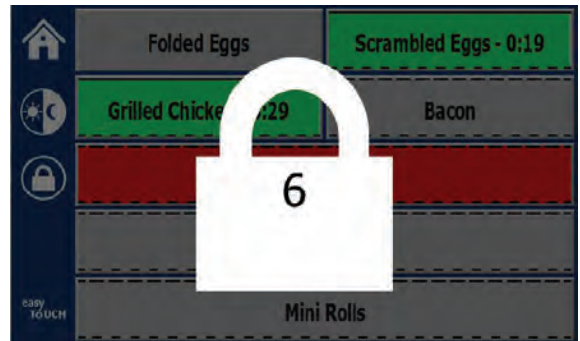 Folded Eggs
Scrambled Eggs - 0:19
Grilled Chicke :29
Bacon
6
Mini Rolls
easy
TOUCH